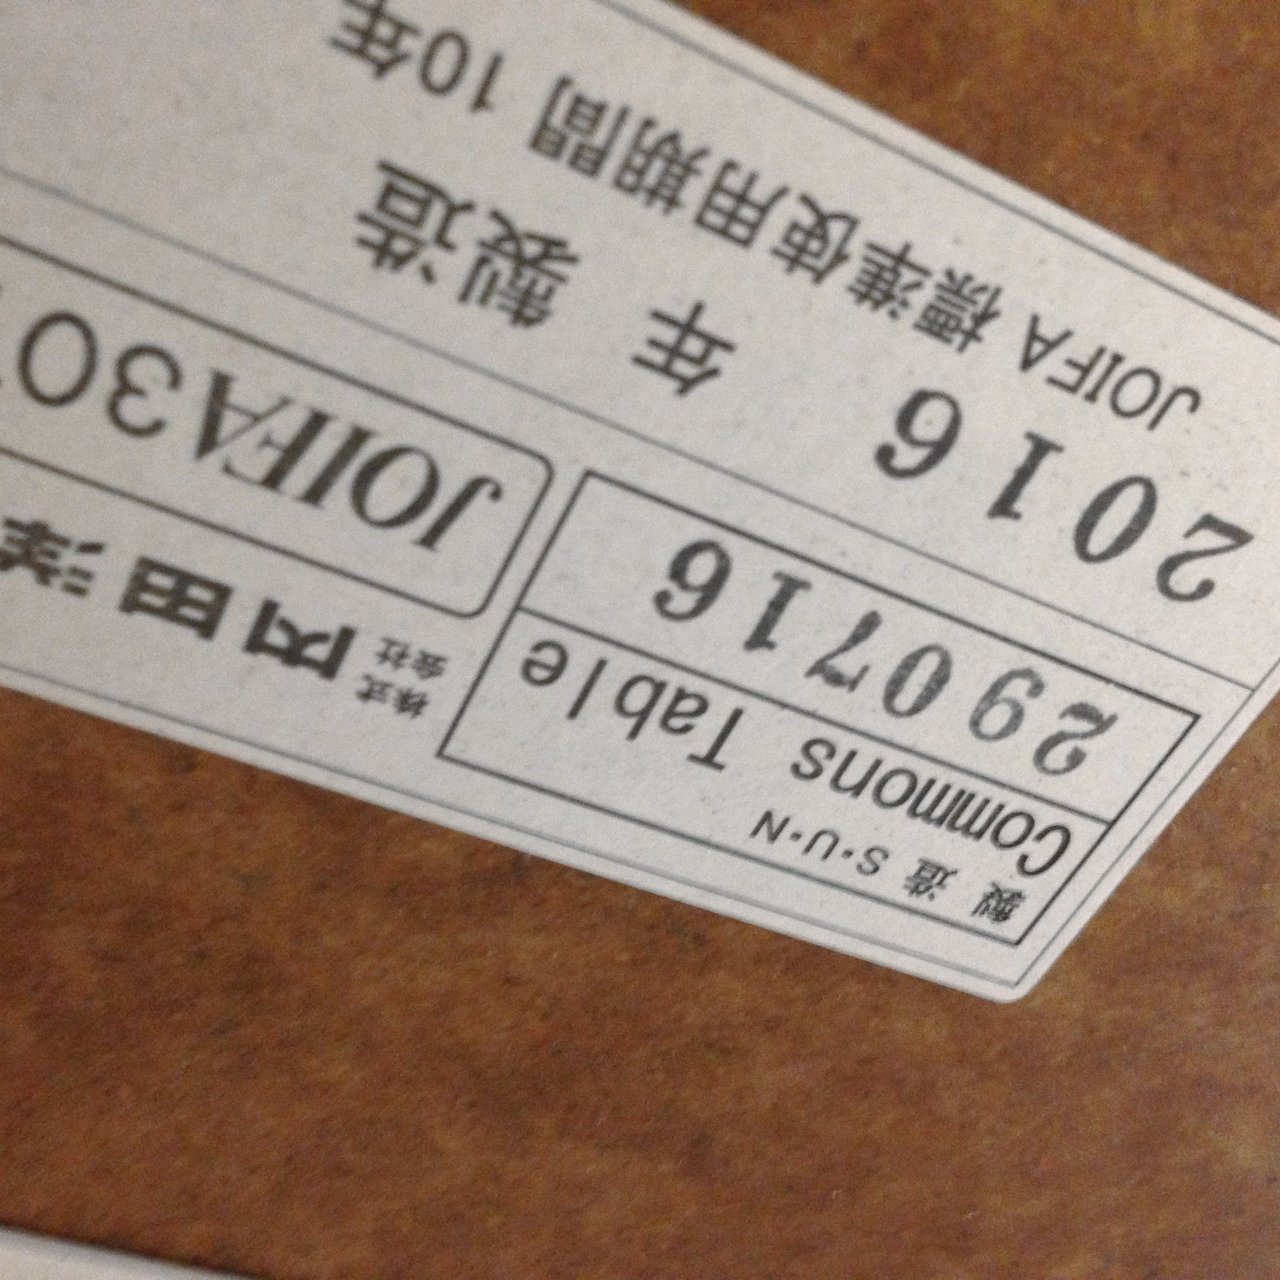 製造 S・U・N
Commons Table
290716
株式
会社 内田洋
JOIFA30
2016 年 製造
JOIFA 標準使用期間 10年